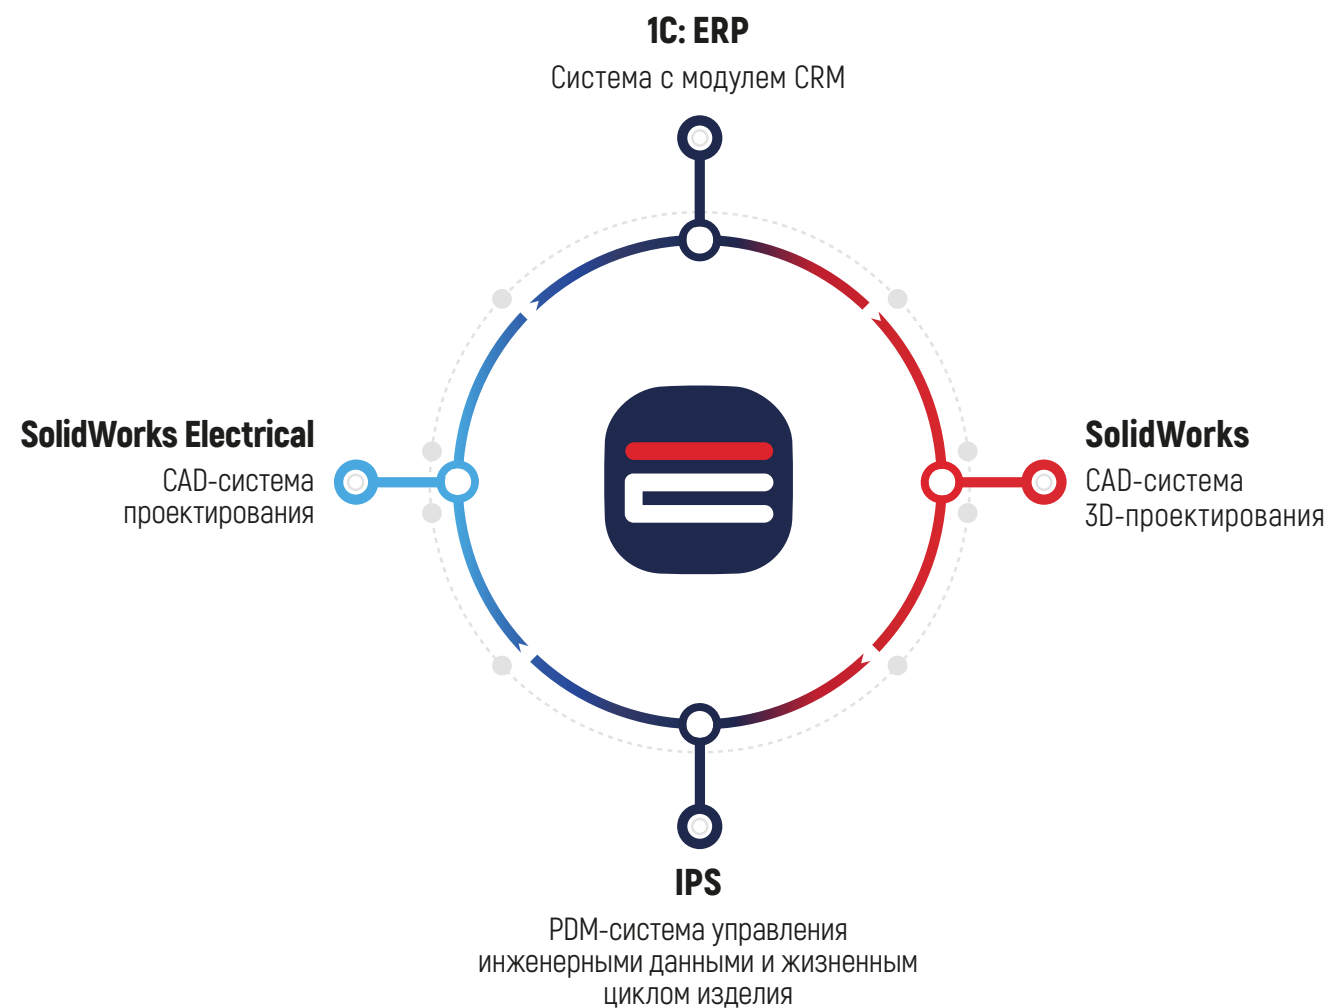 1C: ERP
Система с модулем CRM
SolidWorks Electrical
CAD-система
проектирования
SolidWorks
CAD-система
3D-проектирования
IPS
PDM-система управления
инженерными данными и жизненным
циклом изделия